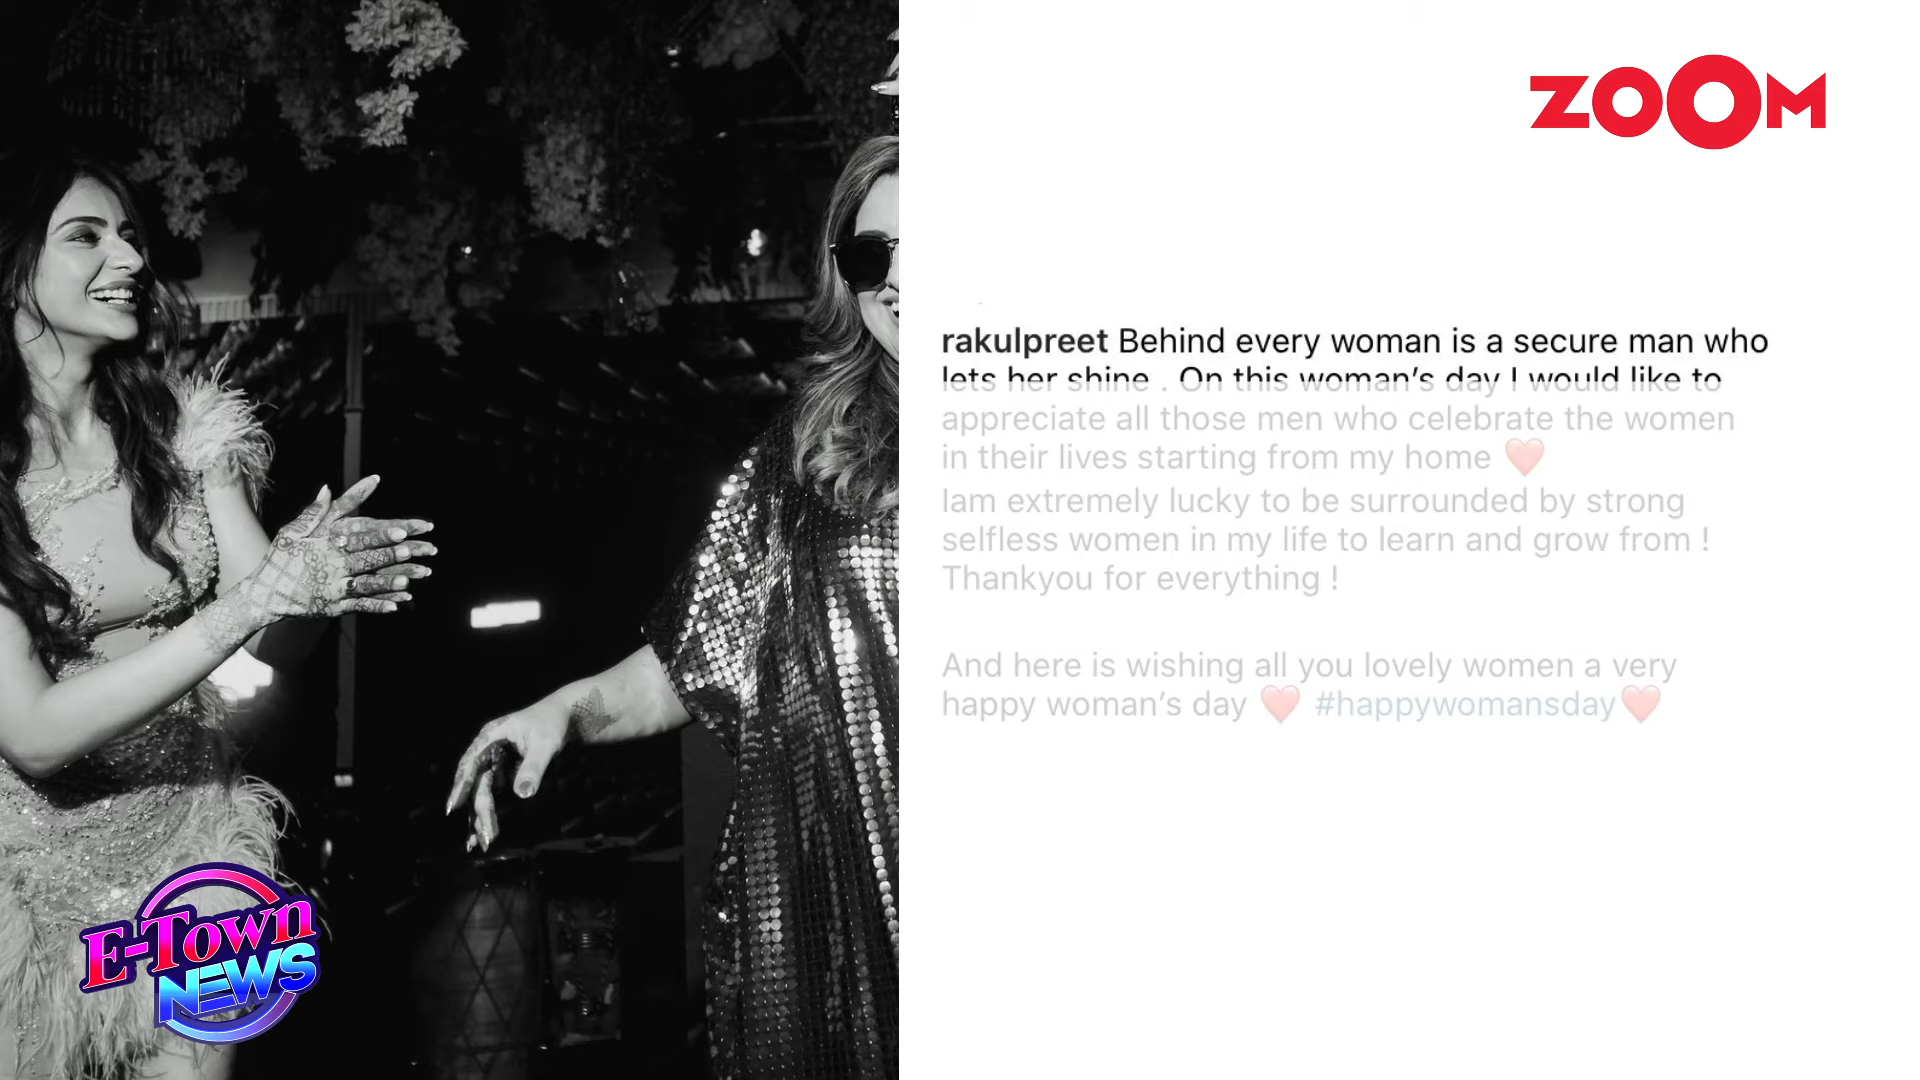 ZOOM
rakulpreet Behind every woman is a secure man who
lets her shine . On this woman’s day I would like to
appreciate all those men who celebrate the women
in their lives starting from my home ❤️
Iam extremely lucky to be surrounded by strong
selfless women in my life to learn and grow from !
Thankyou for everything !
And here is wishing all you lovely women a very
happy woman’s day ❤️ #happywomansday❤️
E-Town
NEWS